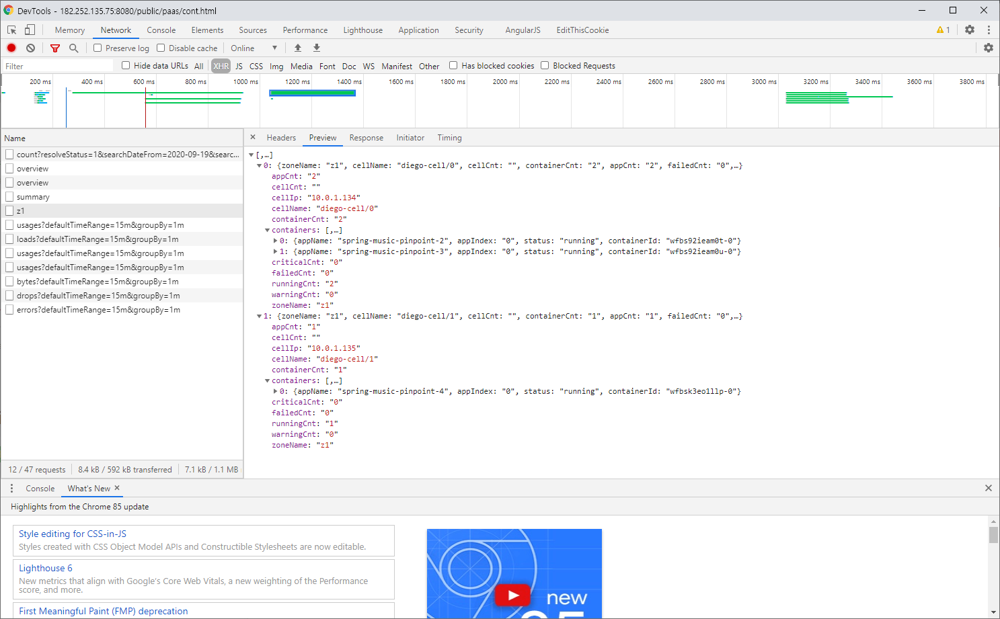 DevTools - 182.252.135.75:8080/public/paas/cont.html
Memory Network Console Elements Sources Performance Lighthouse Application Security AngularJS EditThisCookie 1
Preserve log Disable cache Online
Filter Hide data URLs All XHR JS CSS Img Media Font Doc WS Manifest Other Has blocked cookies Blocked Requests
200 ms 400 ms 600 ms 800 ms 1000 ms 1200 ms 1400 ms 1600 ms 1800 ms 2000 ms 2200 ms 2400 ms 2600 ms 2800 ms 3000 ms 3200 ms 3400 ms 3600 ms 3800 ms
Name
count?resolveStatus=1&searchDateFrom=2020-09-19&searc...
overview
overview
summary
z1
usages?defaultTimeRange=15m&groupBy=1m
loads?defaultTimeRange=15m&groupBy=1m
usages?defaultTimeRange=15m&groupBy=1m
usages?defaultTimeRange=15m&groupBy=1m
bytes?defaultTimeRange=15m&groupBy=1m
drops?defaultTimeRange=15m&groupBy=1m
errors?defaultTimeRange=15m&groupBy=1m
12 / 47 requests 8.4 kB / 592 kB transferred 7.1 kB / 1.1 MB
Headers Preview Response Initiator Timing
[,…]
0: {zoneName: "z1", cellName: "diego-cell/0", cellCnt: "", containerCnt: "2", appCnt: "2", failedCnt: "0",…}
appCnt: "2"
cellCnt: ""
cellIp: "10.0.1.134"
cellName: "diego-cell/0"
containerCnt: "2"
containers: [,…]
0: {appName: "spring-music-pinpoint-2", appIndex: "0", status: "running", containerId: "wfbs92ieam0t-0"}
1: {appName: "spring-music-pinpoint-3", appIndex: "0", status: "running", containerId: "wfbs92ieam0u-0"}
criticalCnt: "0"
failedCnt: "0"
runningCnt: "2"
warningCnt: "0"
zoneName: "z1"
1: {zoneName: "z1", cellName: "diego-cell/1", cellCnt: "", containerCnt: "1", appCnt: "1", failedCnt: "0",…}
appCnt: "1"
cellCnt: ""
cellIp: "10.0.1.135"
cellName: "diego-cell/1"
containerCnt: "1"
containers: [,…]
0: {appName: "spring-music-pinpoint-4", appIndex: "0", status: "running", containerId: "wfbsk3eo1llp-0"}
criticalCnt: "0"
failedCnt: "0"
runningCnt: "1"
warningCnt: "0"
zoneName: "z1"
Console What's New
Highlights from the Chrome 85 update
Style editing for CSS-in-JS
Styles created with CSS Object Model APIs and Constructible Stylesheets are now editable.
Lighthouse 6
New metrics that align with Google's Core Web Vitals, a new weighting of the Performance
score, and more.
First Meaningful Paint (FMP) deprecation
new